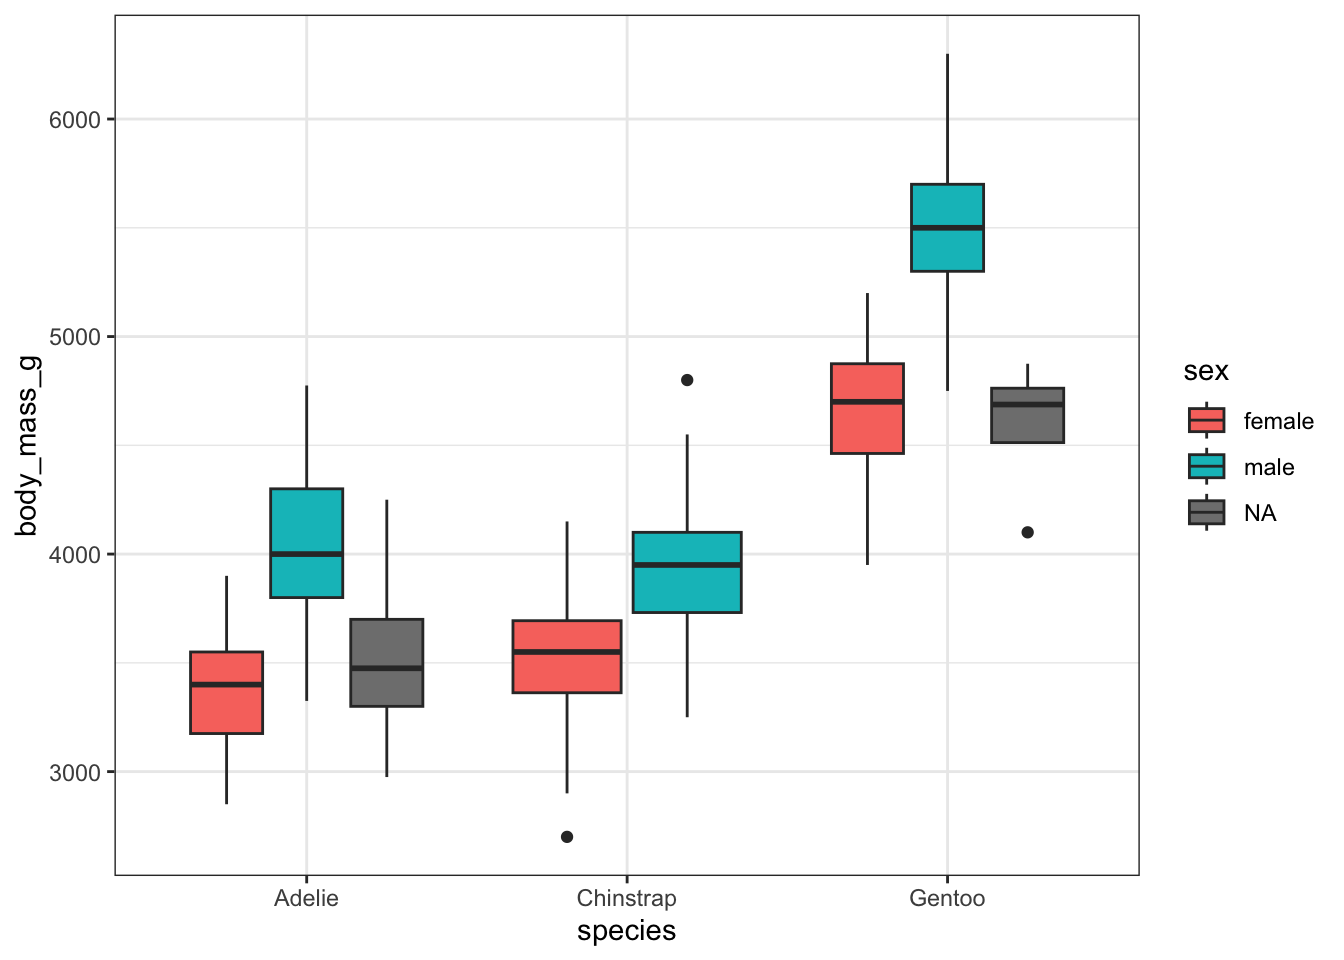 body_mass_g
6000
5000
4000
3000
Adelie
Chinstrap
Gentoo
species
sex
female
male
NA